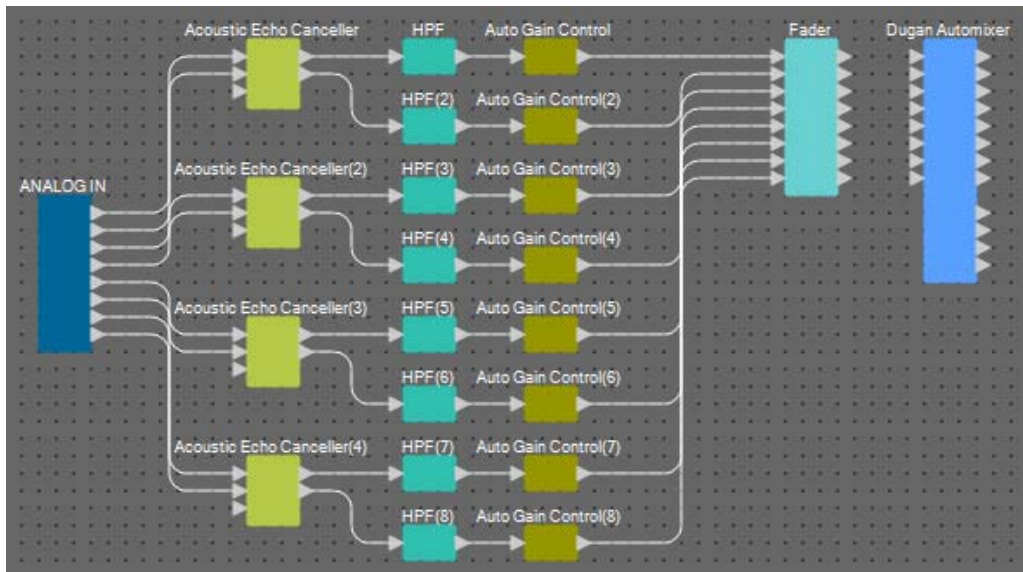 Acoustic Echo Canceller HPF Auto Gain Control Fader Dugan Automixer
HPF(2) Auto Gain Control(2)
Acoustic Echo Canceller(2) HPF(3) Auto Gain Control(3)
ANALOG IN
HPF(4) Auto Gain Control(4)
Acoustic Echo Canceller(3) HPF(5) Auto Gain Control(5)
HPF(6) Auto Gain Control(6)
Acoustic Echo Canceller(4) HPF(7) Auto Gain Control(7)
HPF(8) Auto Gain Control(8)